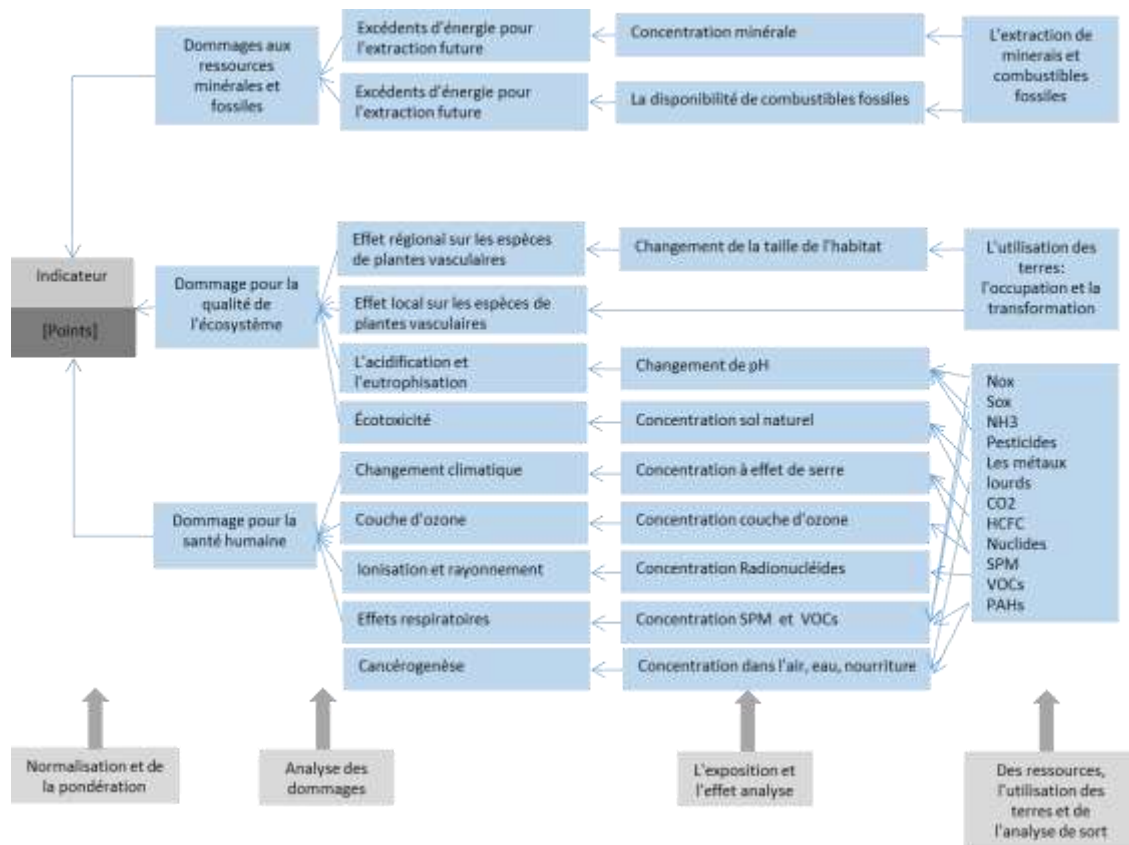 Dommages aux
ressources
minérales et
fossiles
Excédents d'énergie pour
l'extraction future
Concentration minérale
L'extraction de
minerais et
combustibles
fossiles
Excédents d'énergie pour
l'extraction future
La disponibilité de combustibles fossiles
Indicateur
[Points]
Dommage pour la
qualité de
l'écosystème
Effet régional sur les espèces
de plantes vasculaires
Changement de la taille de l'habitat
L'utilisation des
terres:
l'occupation et la
transformation
Effet local sur les espèces de
plantes vasculaires
L'acidification et
l'eutrophisation
Changement de pH
Écotoxicité
Concentration sol naturel
Nox
Sox
NH3
Pesticides
Les métaux
lourds
CO2
HCFC
Nuclides
SPM
VOCs
PAHs
Dommage pour la
santé humaine
Changement climatique
Concentration à effet de serre
Couche d'ozone
Concentration couche d'ozone
Ionisation et rayonnement
Concentration Radionucléides
Effets respiratoires
Concentration SPM et VOCs
Cancérogenèse
Concentration dans l'air, eau, nourriture
Normalisation et de
la pondération
Analyse des
dommages
L'exposition et
l'effet analyse
Des ressources,
l'utilisation des
terres et de
l'analyse de sort